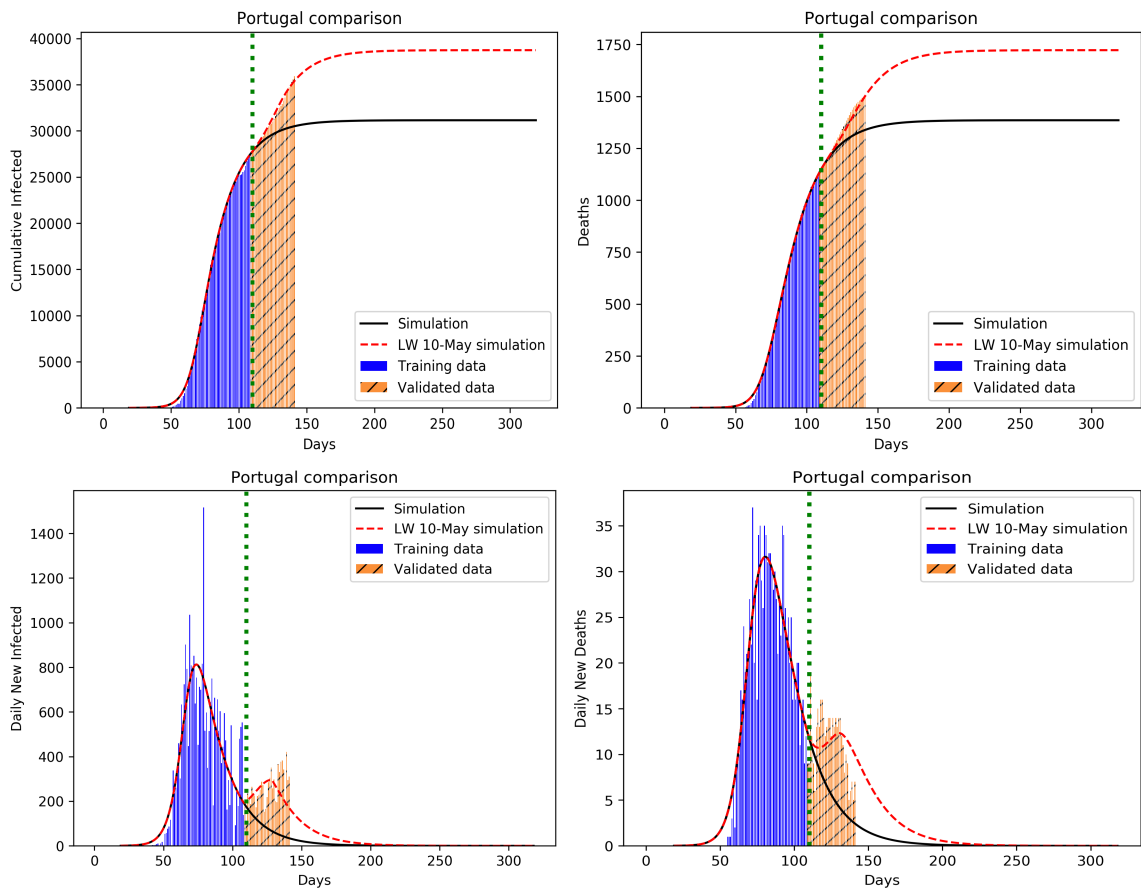 Portugal comparison
Cumulative Infected
40000
35000
30000
25000
20000
15000
10000
5000
0
0 50 100 150 200 250 300
Days
Simulation
LW 10-May simulation
Training data
Validated data
Portugal comparison
Deaths
1750
1500
1250
1000
750
500
250
0
0 50 100 150 200 250 300
Days
Simulation
LW 10-May simulation
Training data
Validated data
Portugal comparison
Daily New Infected
1400
1200
1000
800
600
400
200
0
0 50 100 150 200 250 300
Days
Simulation
LW 10-May simulation
Training data
Validated data
Portugal comparison
Daily New Deaths
35
30
25
20
15
10
5
0
0 50 100 150 200 250 300
Days
Simulation
LW 10-May simulation
Training data
Validated data